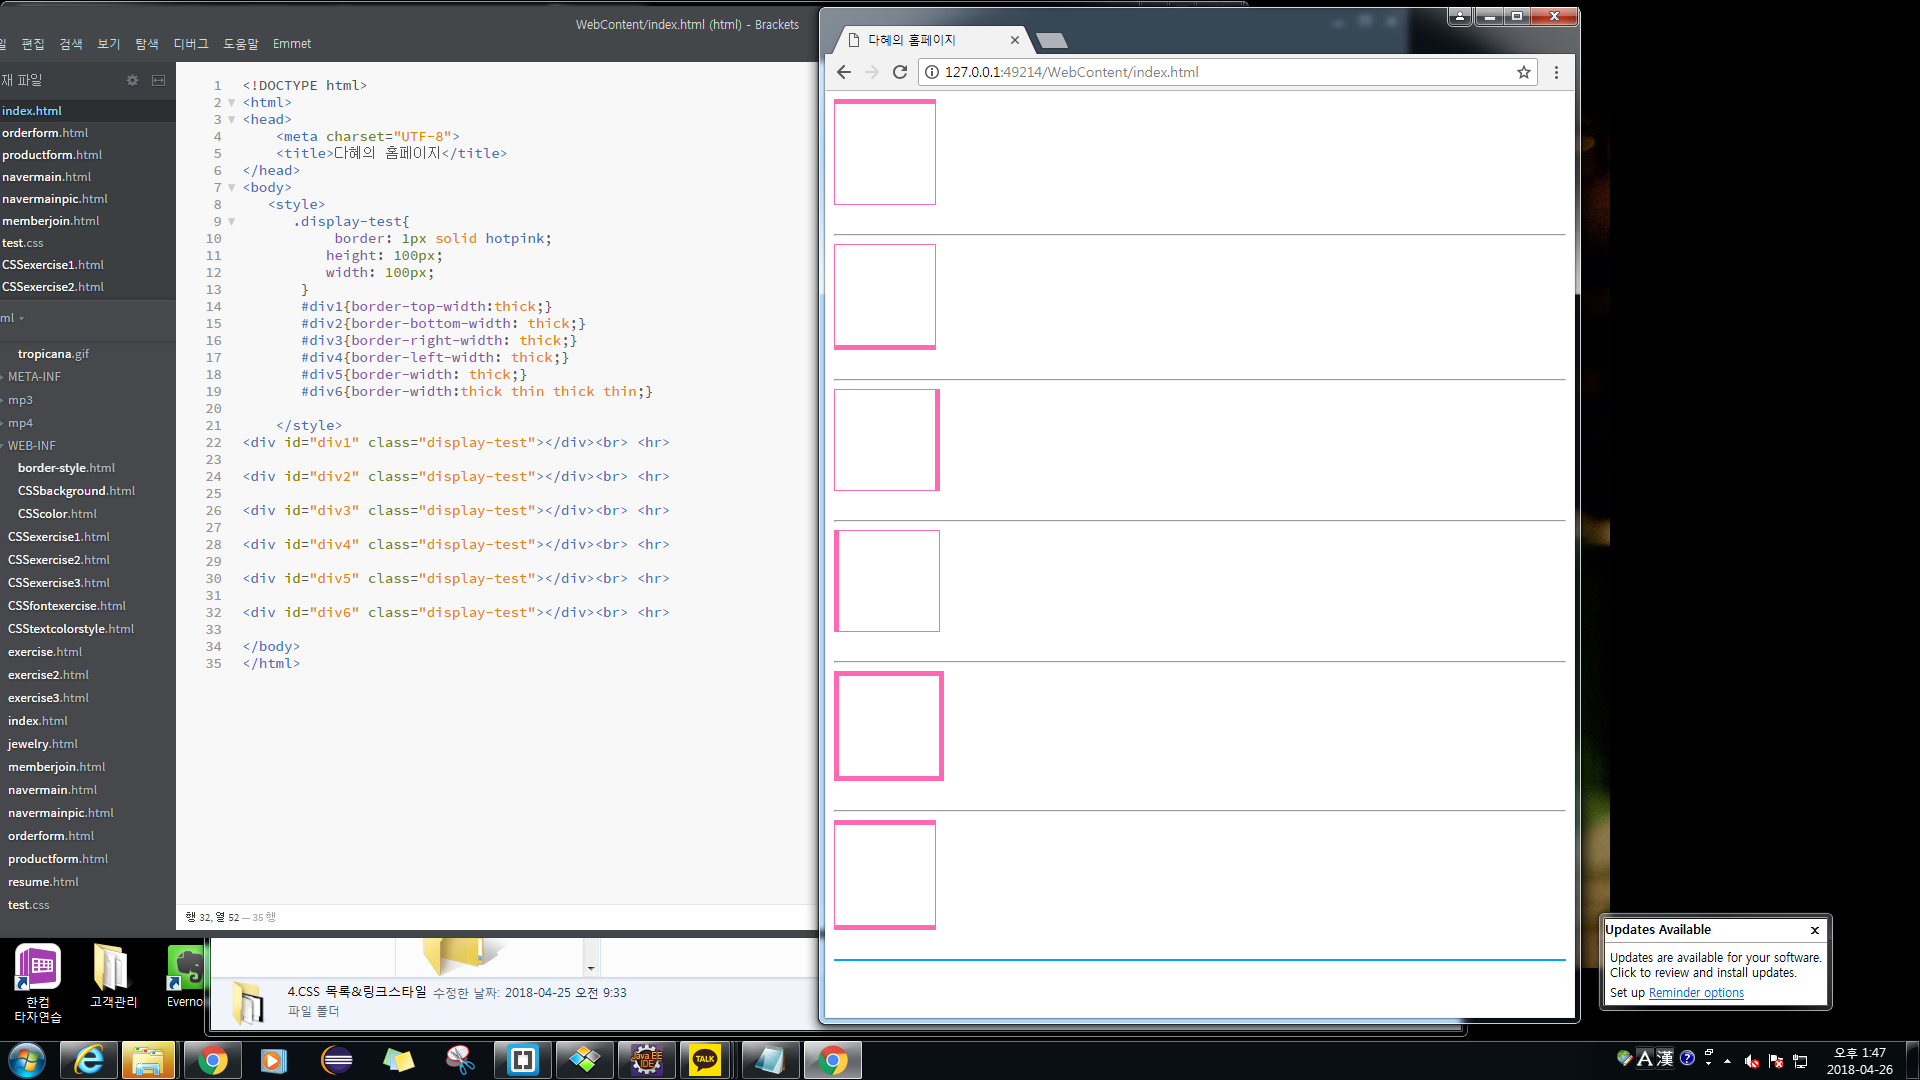 WebContent/index.html (html) - Brackets
일 편집 검색 보기 탐색 디버그 도움말 Emmet
재 파일
index.html
orderform.html
productform.html
navermain.html
navermainpic.html
memberjoin.html
test.css
CSSexercise1.html
CSSexercise2.html
ml
tropicana.gif
META-INF
mp3
mp4
WEB-INF
border-style.html
CSSbackground.html
CSScolor.html
CSSexercise1.html
CSSexercise2.html
CSSexercise3.html
CSSfontexercise.html
CSStextcolorstyle.html
exercise.html
exercise2.html
exercise3.html
index.html
jewelry.html
memberjoin.html
navermain.html
navermainpic.html
orderform.html
productform.html
resume.html
test.css
1 <!DOCTYPE html>
2 <html>
3 <head>
4 <meta charset="UTF-8">
5 <title>다혜의 홈페이지</title>
6 </head>
7 <body>
8 <style>
9 .display-test{
10 border: 1px solid hotpink;
11 height: 100px;
12 width: 100px;
13 }
14 #div1{border-top-width:thick;}
15 #div2{border-bottom-width: thick;}
16 #div3{border-right-width: thick;}
17 #div4{border-left-width: thick;}
18 #div5{border-width: thick;}
19 #div6{border-width:thick thin thick thin;}
20
21 </style>
22 <div id="div1" class="display-test"></div><br> <hr>
23
24 <div id="div2" class="display-test"></div><br> <hr>
25
26 <div id="div3" class="display-test"></div><br> <hr>
27
28 <div id="div4" class="display-test"></div><br> <hr>
29
30 <div id="div5" class="display-test"></div><br> <hr>
31
32 <div id="div6" class="display-test"></div><br> <hr>
33
34 </body>
35 </html>
행 32, 열 52 — 35 행
다혜의 홈페이지
127.0.0.1:49214/WebContent/index.html
Updates Available
Updates are available for your software.
Click to review and install updates.
Set up Reminder options
한컴
타자연습
고객관리
Everno
4.CSS 목록&링크스타일 수정한 날짜: 2018-04-25 오전 9:33
파일 폴더
Java EE
IDE
TALK
A 漢
오후 1:47
2018-04-26